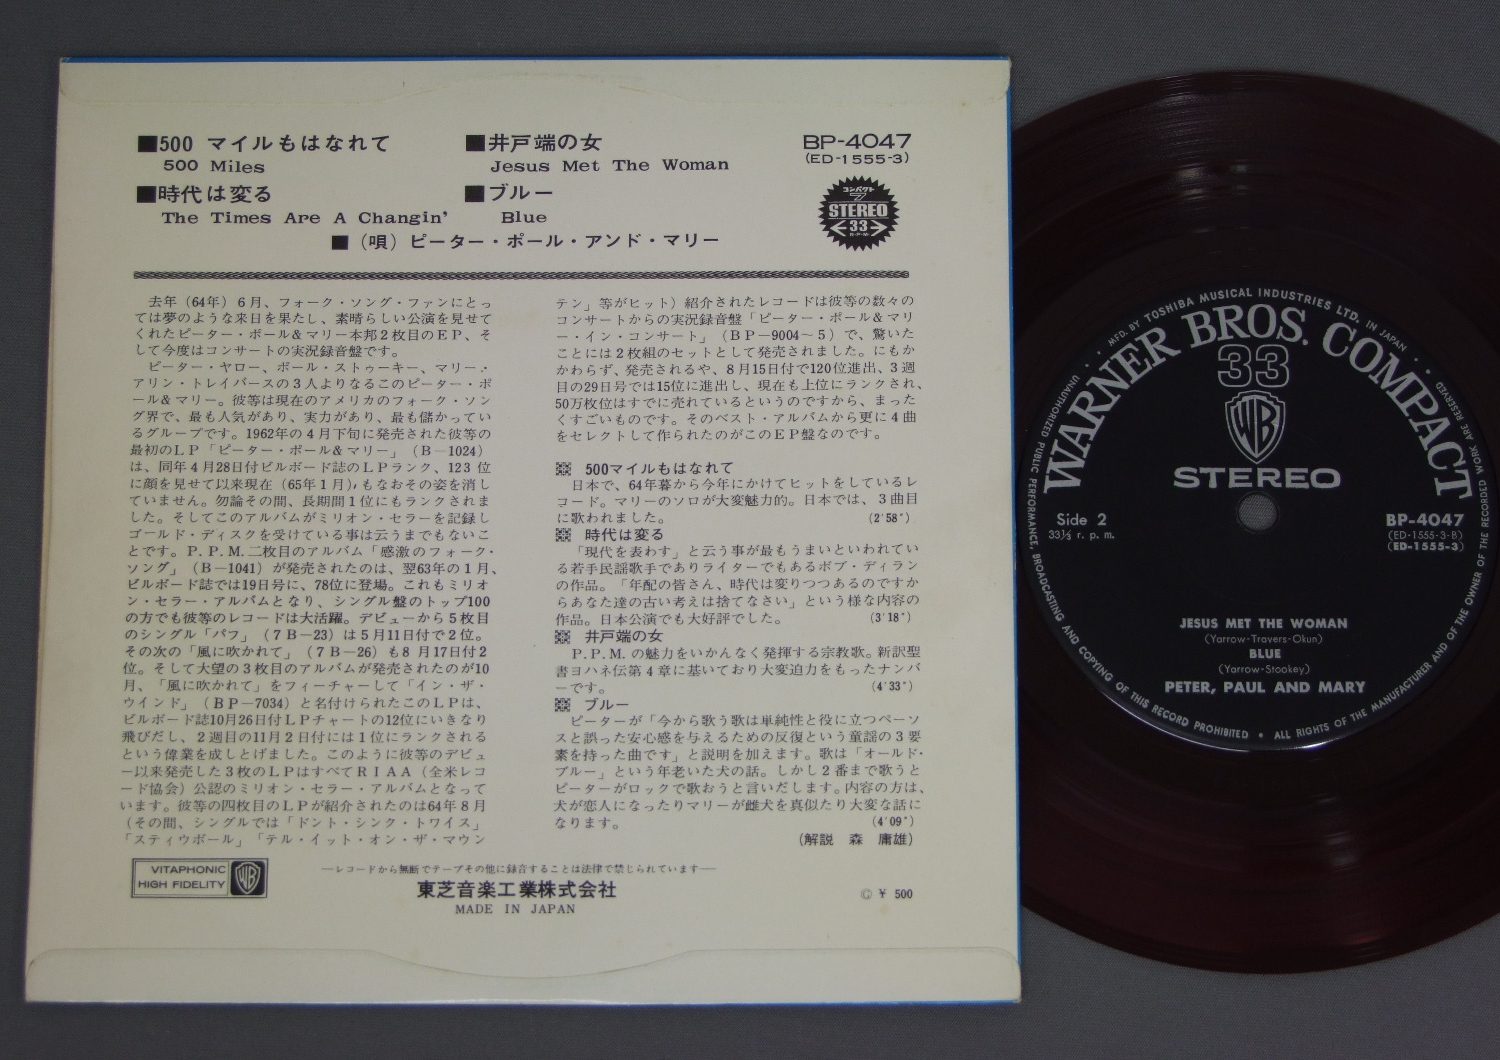 ■500 マイルもはなれて
500 Miles
■時代は変る
The Times Are A Changin'
■井戸端の女
Jesus Met The Woman
■ブルー
Blue
■（唄）ピーター・ポール・アンド・マリー
BP-4047
(ED-1555-3)
コンパクト
7
STEREO
33
R·P·M
去年（64年）6月、フォーク・ソング・ファンにとっ
ては夢のような来日を果たし、素晴らしい公演を見せて
くれたピーター・ポール＆マリー本邦2枚目のEP、そ
して今度はコンサートの実況録音盤です。
ピーター・ヤロー、ポール・ストゥーキー、マリー・
アリン・トレイバースの3人よりなるこのピーター・ポ
ール＆マリー。彼等は現在のアメリカのフォーク・ソン
グ界で、最も人気があり、実力があり、最も儲かってい
るグループです。1962年の4月下旬に発売された彼等の
最初のLP「ピーター・ポール＆マリー」（B—1024）
は、同年4月28日付ビルボード誌のLPランク、123 位
に顔を見せて以来現在（65年1月）もなおその姿を消し
ていません。勿論その間、長期間1位にもランクされま
した。そしてこのアルバムがミリオン・セラーを記録し
ゴールド・ディスクを受けている事は云うまでもないこ
とです。P.P.M.二枚目のアルバム「感激のフォーク・
ソング」（B—1041）が発売されたのは、翌63年の1月、
ビルボード誌では19日号に、78位に登場。これもミリオ
ン・セラー・アルバムとなり、シングル盤のトップ100
の方でも彼等のレコードは大活躍。デビューから5枚目
のシングル「パフ」（7B—23）は5月11日付で2位。
その次の「風に吹かれて」（7B—26）も8月17日付2
位。そして大望の3枚目のアルバムが発売されたのが10
月、「風に吹かれて」をフィーチャーして「イン・ザ・
ウインド」（BP—7034）と名付けられたこのLPは、
ビルボード誌10月26日付LPチャートの12位にいきなり
飛びだし、2週目の11月2日付には1位にランクされる
という偉業を成しとげました。このように彼等のデビュ
ー以来発売した3枚のLPはすべてRIAA（全米レコ
ード協会）公認のミリオン・セラー・アルバムとなって
います。彼等の四枚目のLPが紹介されたのは64年8月
（その間、シングルでは「ドント・シンク・トワイス」
「スティウボール」「テル・イット・オン・ザ・マウン
テン」等がヒット）紹介されたレコードは彼等の数々の
コンサートからの実況録音盤「ピーター・ポール＆マリ
ー・イン・コンサート」（BP—9004〜5）で、驚いた
ことには2枚組のセットとして発売されました。にもか
かわらず、発売されるや、8月15日付で120位進出、3週
目の29日号では15位に進出し、現在も上位にランクされ、
50万枚位はすでに売れているというのですから、まった
くすごいものです。そのベスト・アルバムから更に4曲
をセレクトして作られたのがこのEP盤なのです。
500マイルもはなれて
日本で、64年暮から今年にかけてヒットをしているレ
コード。マリーのソロが大変魅力的。日本では、3曲目
に歌われました。 (2'58")
時代は変る
「現代を表わす」と云う事が最もうまいといわれてい
る若手民謡歌手でありライターでもあるボブ・ディラン
の作品。「年配の皆さん、時代は変りつつあるのですか
らあなた達の古い考えは捨てなさい」という様な内容の
作品。日本公演でも大好評でした。 (3'18")
井戸端の女
P.P.M.の魅力をいかんなく発揮する宗教歌。新訳聖
書ヨハネ伝第4章に基いており大変迫力をもったナンバ
ーです。 (4'33")
ブルー
ピーターが「今から歌う歌は単純性と役に立つペーソ
スと誤った安心感を与えるための反復という童謡の3要
素を持った曲です」と説明を加えます。歌は「オールド・
ブルー」という年老いた犬の話。しかし2番まで歌うと
ピーターがロックで歌おうと言いだします。内容の方は、
犬が恋人になったりマリーが雌犬を真似たり大変な話に
なります。 (4'09")
（解説 森 庸雄）
VITAPHONIC
HIGH FIDELITY
WB
—レコードから無断でテープその他に録音することは法律で禁じられています—
東芝音楽工業株式会社
MADE IN JAPAN
© ¥ 500
MFD. BY TOSHIBA MUSICAL INDUSTRIES LTD. IN JAPAN
WARNER BROS. COMPACT
33
WB
STEREO
Side 2
33⅓ r. p. m.
BP-4047
(ED-1555-3-B)
(ED-1555-3)
JESUS MET THE WOMAN
(Yarrow-Travers-Okun)
BLUE
(Yarrow-Stookey)
PETER, PAUL AND MARY
UNAUTHORIZED PUBLIC PERFORMANCE, BROADCASTING AND COPYING OF THIS RECORD PROHIBITED • ALL RIGHTS OF THE MANUFACTURER AND OF THE OWNER OF THE RECORDED WORK ARE RESERVED